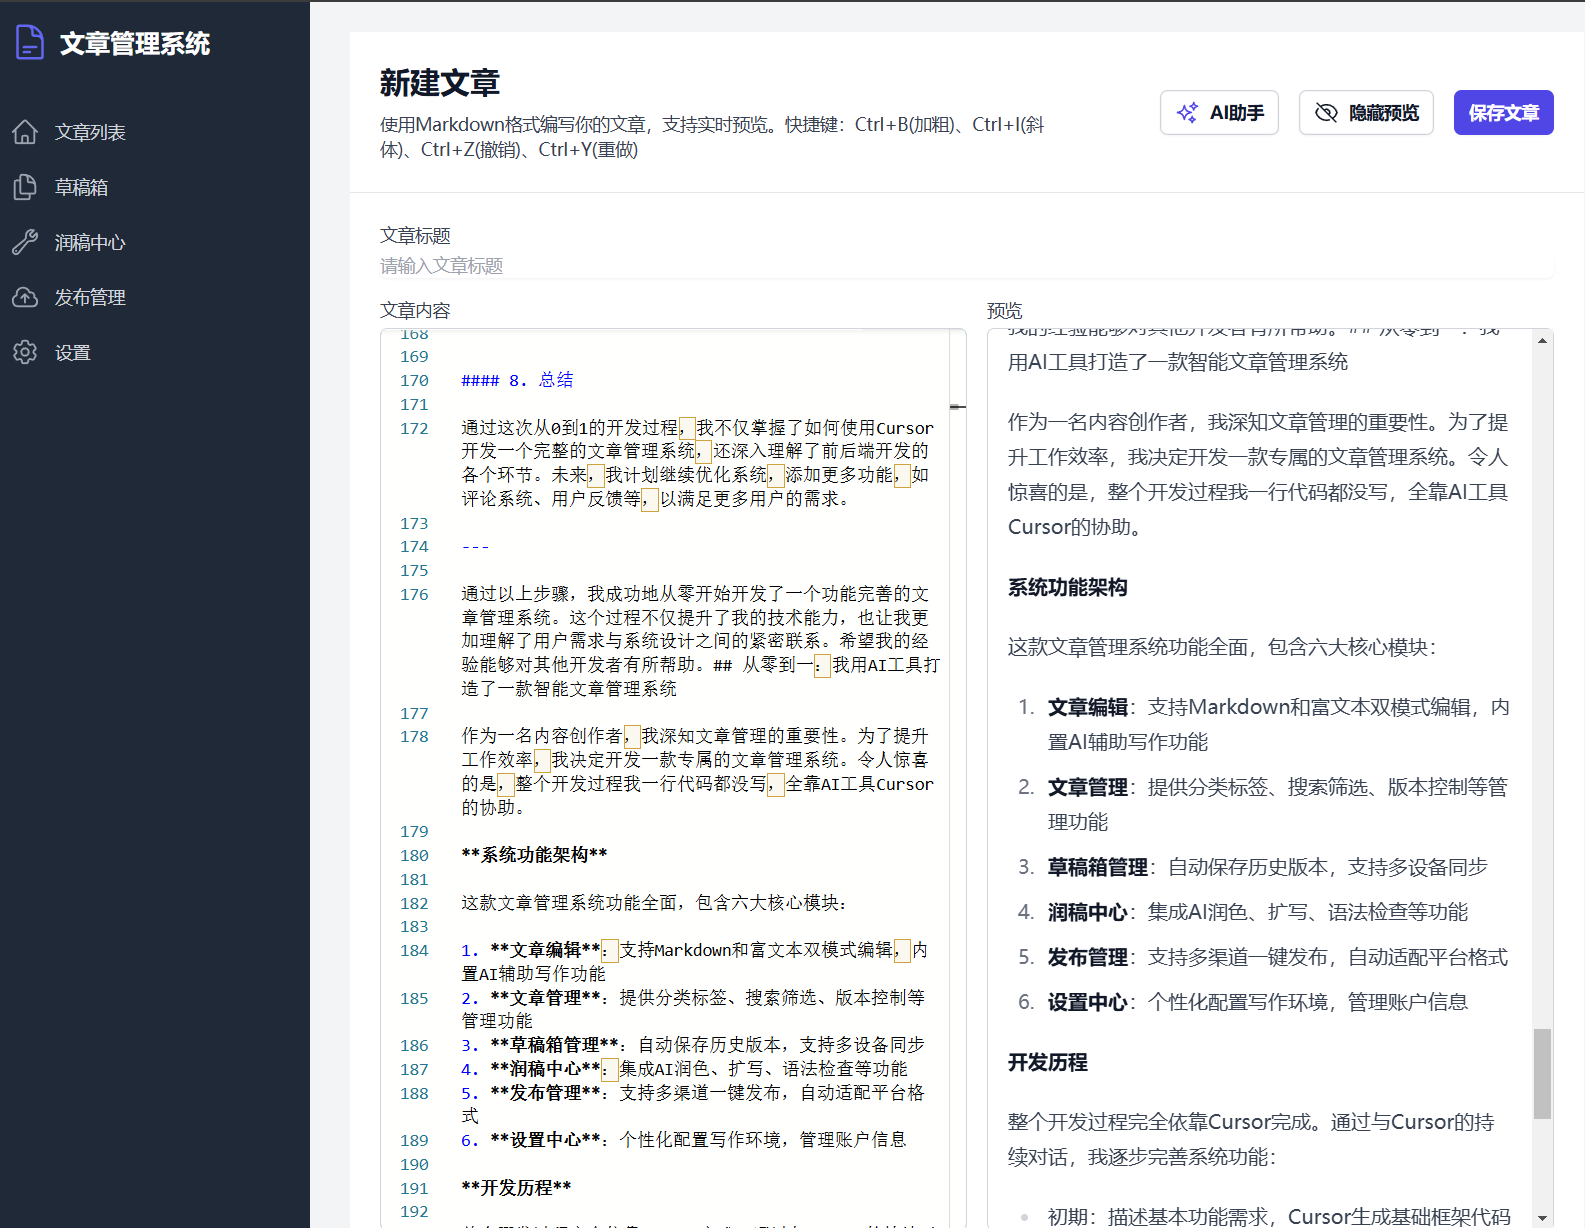 文章管理系统
文章列表
草稿箱
润稿中心
发布管理
设置
新建文章
使用Markdown格式编写你的文章，支持实时预览。快捷键：Ctrl+B(加粗)、Ctrl+I(斜
体)、Ctrl+Z(撤销)、Ctrl+Y(重做)
AI助手
隐藏预览
保存文章
文章标题
请输入文章标题
文章内容
168
169
170 #### 8. 总结
171
172 通过这次从0到1的开发过程，我不仅掌握了如何使用Cursor
开发一个完整的文章管理系统，还深入理解了前后端开发的
各个环节。未来，我计划继续优化系统，添加更多功能，如
评论系统、用户反馈等，以满足更多用户的需求。
173
174 ---
175
176 通过以上步骤，我成功地从零开始开发了一个功能完善的文
章管理系统。这个过程不仅提升了我的技术能力，也让我更
加理解了用户需求与系统设计之间的紧密联系。希望我的经
验能够对其他开发者有所帮助。## 从零到一：我用AI工具打
造了一款智能文章管理系统
177
178 作为一名内容创作者，我深知文章管理的重要性。为了提升
工作效率，我决定开发一款专属的文章管理系统。令人惊喜
的是，整个开发过程我一行代码都没写，全靠AI工具Cursor
的协助。
179
180 **系统功能架构**
181
182 这款文章管理系统功能全面，包含六大核心模块：
183
184 1. **文章编辑**：支持Markdown和富文本双模式编辑，内
置AI辅助写作功能
185 2. **文章管理**：提供分类标签、搜索筛选、版本控制等
管理功能
186 3. **草稿箱管理**：自动保存历史版本，支持多设备同步
187 4. **润稿中心**：集成AI润色、扩写、语法检查等功能
188 5. **发布管理**：支持多渠道一键发布，自动适配平台格
式
189 6. **设置中心**：个性化配置写作环境，管理账户信息
190
191 **开发历程**
192
预览
我的经验能够对其他开发者有所帮助。## 从零到一：我
用AI工具打造了一款智能文章管理系统
作为一名内容创作者，我深知文章管理的重要性。为了提
升工作效率，我决定开发一款专属的文章管理系统。令人
惊喜的是，整个开发过程我一行代码都没写，全靠AI工具
Cursor的协助。
系统功能架构
这款文章管理系统功能全面，包含六大核心模块：
1. 文章编辑：支持Markdown和富文本双模式编辑，内
置AI辅助写作功能
2. 文章管理：提供分类标签、搜索筛选、版本控制等管
理功能
3. 草稿箱管理：自动保存历史版本，支持多设备同步
4. 润稿中心：集成AI润色、扩写、语法检查等功能
5. 发布管理：支持多渠道一键发布，自动适配平台格式
6. 设置中心：个性化配置写作环境，管理账户信息
开发历程
整个开发过程完全依靠Cursor完成。通过与Cursor的持
续对话，我逐步完善系统功能：
初期：描述基本功能需求，Cursor生成基础框架代码